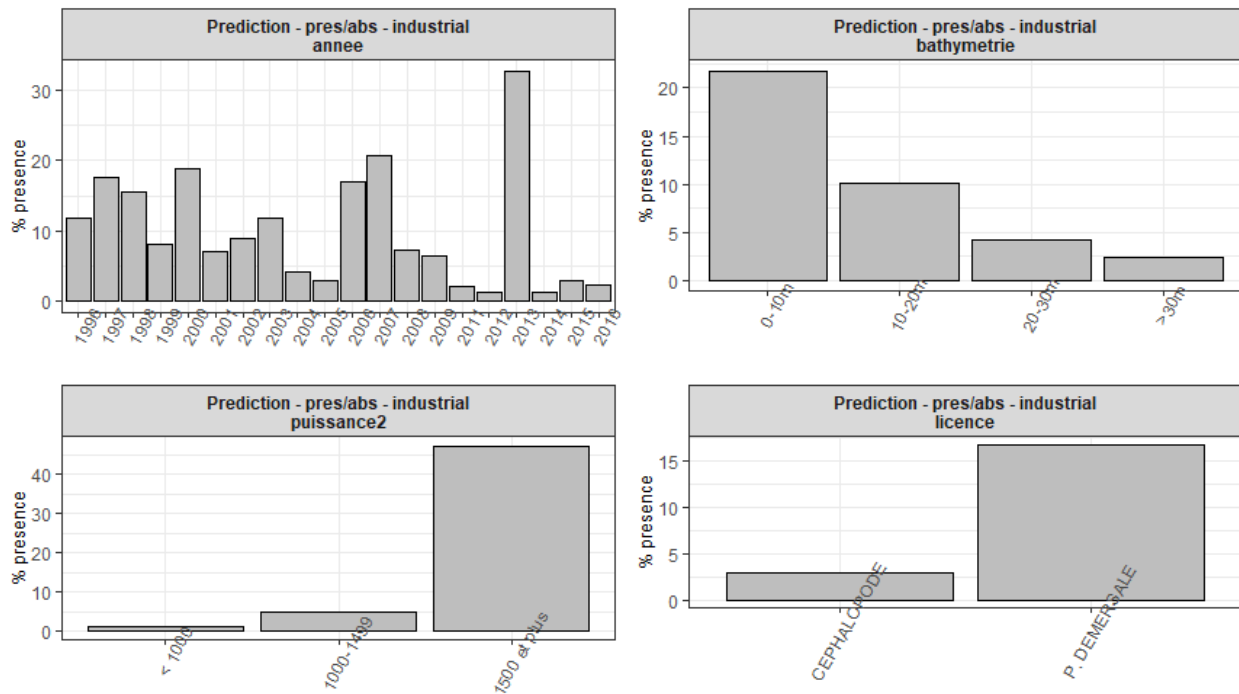 Prediction - pres/abs - industrial
annee
% presence
30
20
10
0
1996
1997
1998
1999
2000
2001
2002
2003
2004
2005
2006
2007
2008
2009
2011
2012
2013
2014
2015
2016
Prediction - pres/abs - industrial
bathymetrie
% presence
20
15
10
5
0
0-10m
10-20m
20-30m
>30m
Prediction - pres/abs - industrial
puissance2
% presence
40
30
20
10
0
< 1000
1000-1499
1500 et plus
Prediction - pres/abs - industrial
licence
% presence
15
10
5
0
CEPHALOPODE
P. DEMERSALE